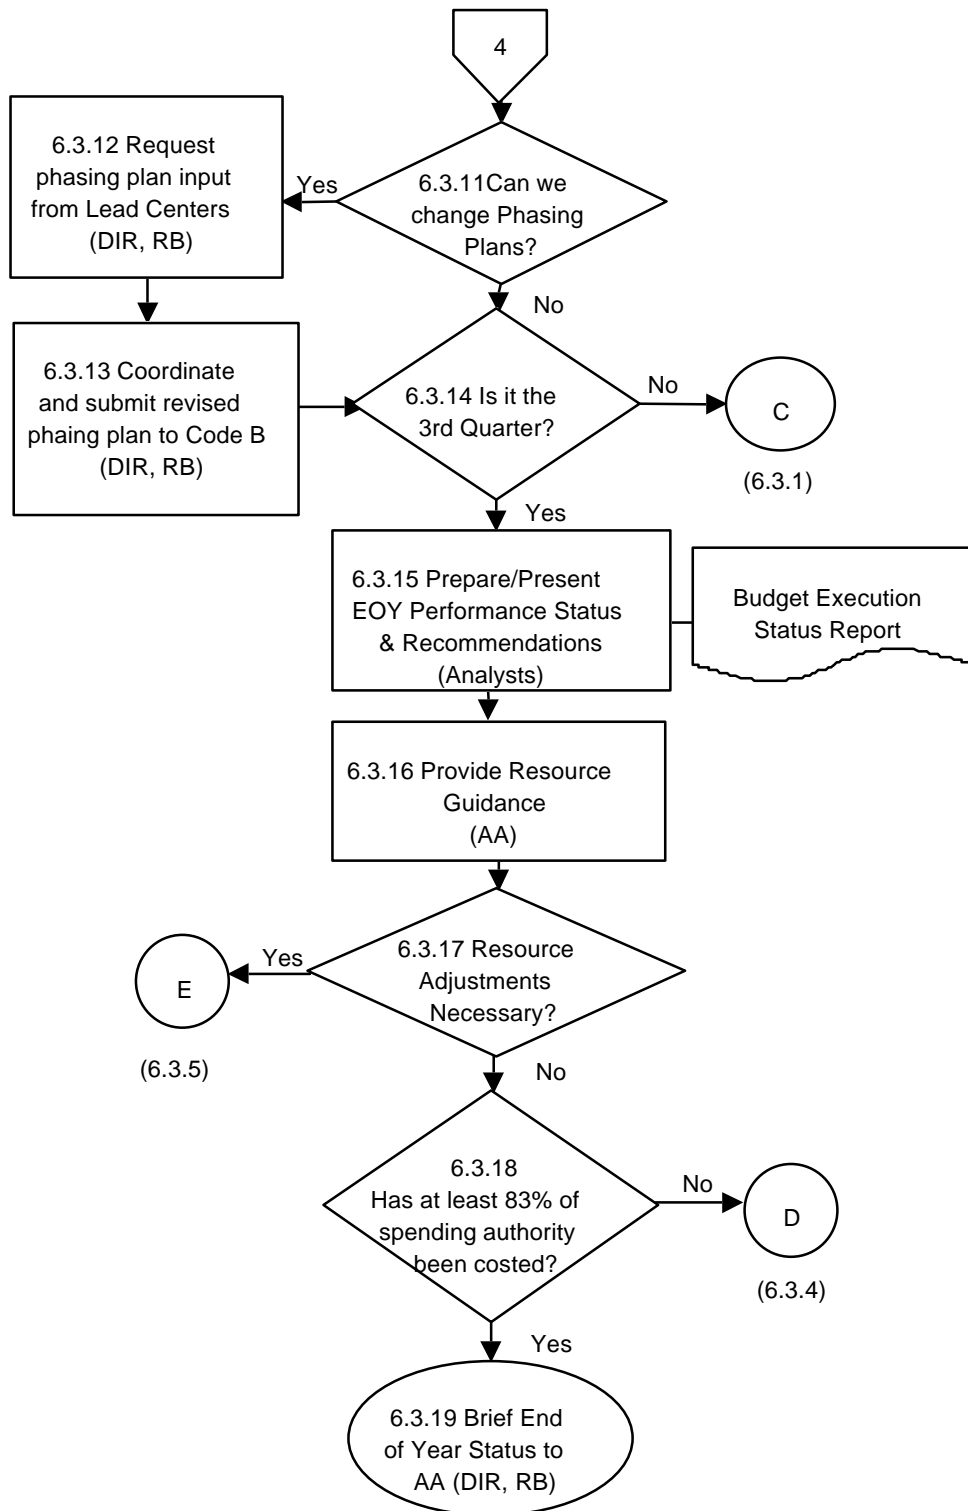 4
6.3.12 Request
phasing plan input
from Lead Centers
(DIR, RB)
Yes
6.3.11Can we
change Phasing
Plans?
No
6.3.13 Coordinate
and submit revised
phaing plan to Code B
(DIR, RB)
6.3.14 Is it the
3rd Quarter?
No
C
(6.3.1)
Yes
6.3.15 Prepare/Present
EOY Performance Status
& Recommendations
(Analysts)
Budget Execution
Status Report
6.3.16 Provide Resource
Guidance
(AA)
6.3.17 Resource
Adjustments
Necessary?
Yes
E
(6.3.5)
No
6.3.18
Has at least 83% of
spending authority
been costed?
No
D
(6.3.4)
Yes
6.3.19 Brief End
of Year Status to
AA (DIR, RB)